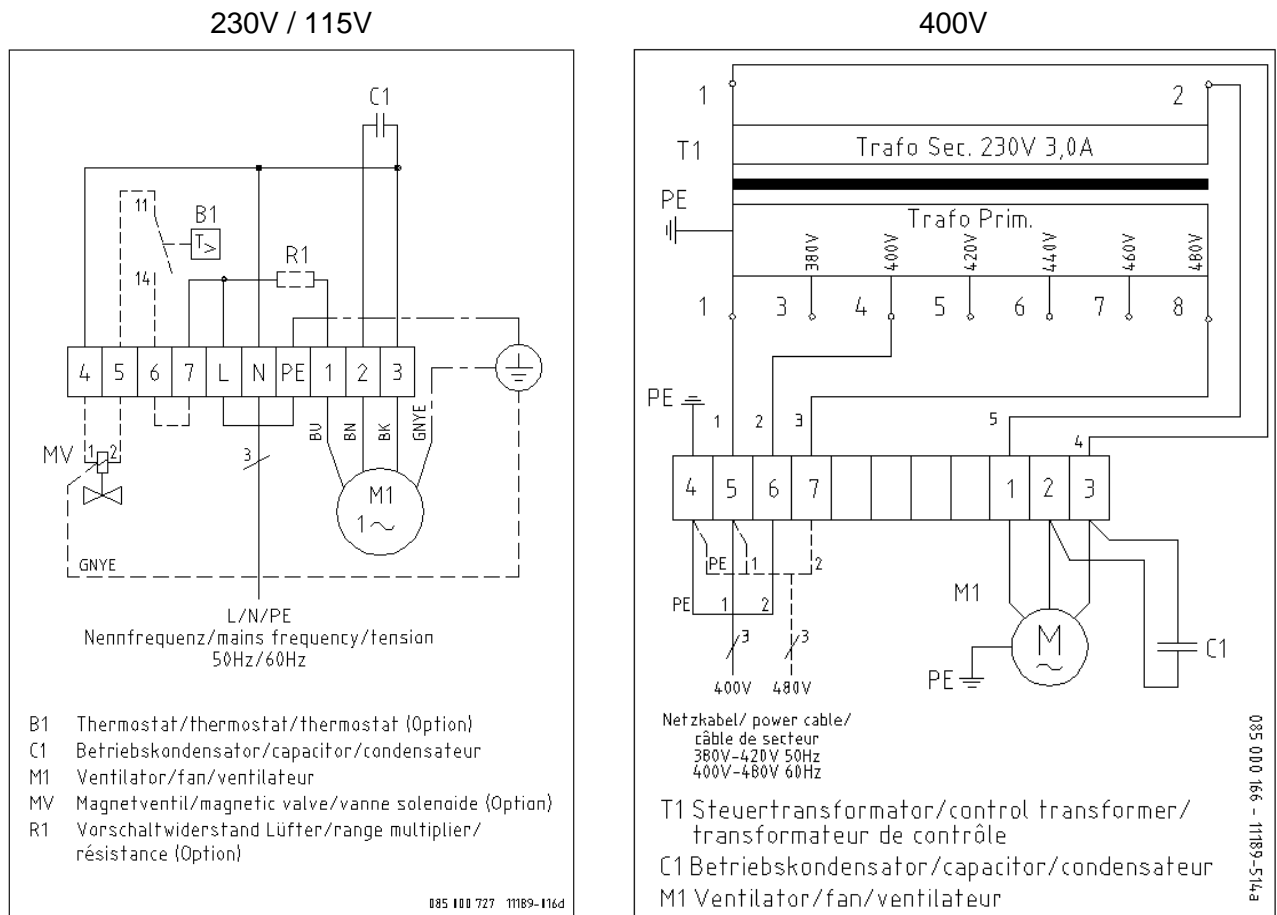 230V / 115V
C1
11
B1
T>
14
R1
4 5 6 7 L N PE 1 2 3
BU
BN
BK
GNYE
MV
1 2
3
M1
1~
GNYE
L/N/PE
Nennfrequenz/mains frequency/tension
50Hz/60Hz
B1 Thermostat/thermostat/thermostat (Option)
C1 Betriebskondensator/capacitor/condensateur
M1 Ventilator/fan/ventilateur
MV Magnetventil/magnetic valve/vanne solenoide (Option)
R1 Vorschaltwiderstand Lüfter/range multiplier/
résistance (Option)
085 100 727 11189-116d
400V
1 2
T1
Trafo Sec. 230V 3,0A
PE
Trafo Prim.
380V 400V 420V 440V 460V 480V
1 3 4 5 6 7 8
PE
1 2 3 5 4
4 5 6 7 1 2 3
PE 1 2
PE 1 2
3 3
400V 480V
M1
M
~
PE
C1
Netzkabel/ power cable/
câble de secteur
380V-420V 50Hz
400V-480V 60Hz
T1 Steuertransformator/control transformer/
transformateur de contrôle
C1 Betriebskondensator/capacitor/condensateur
M1 Ventilator/fan/ventilateur
085 000 166 - 11189-514a